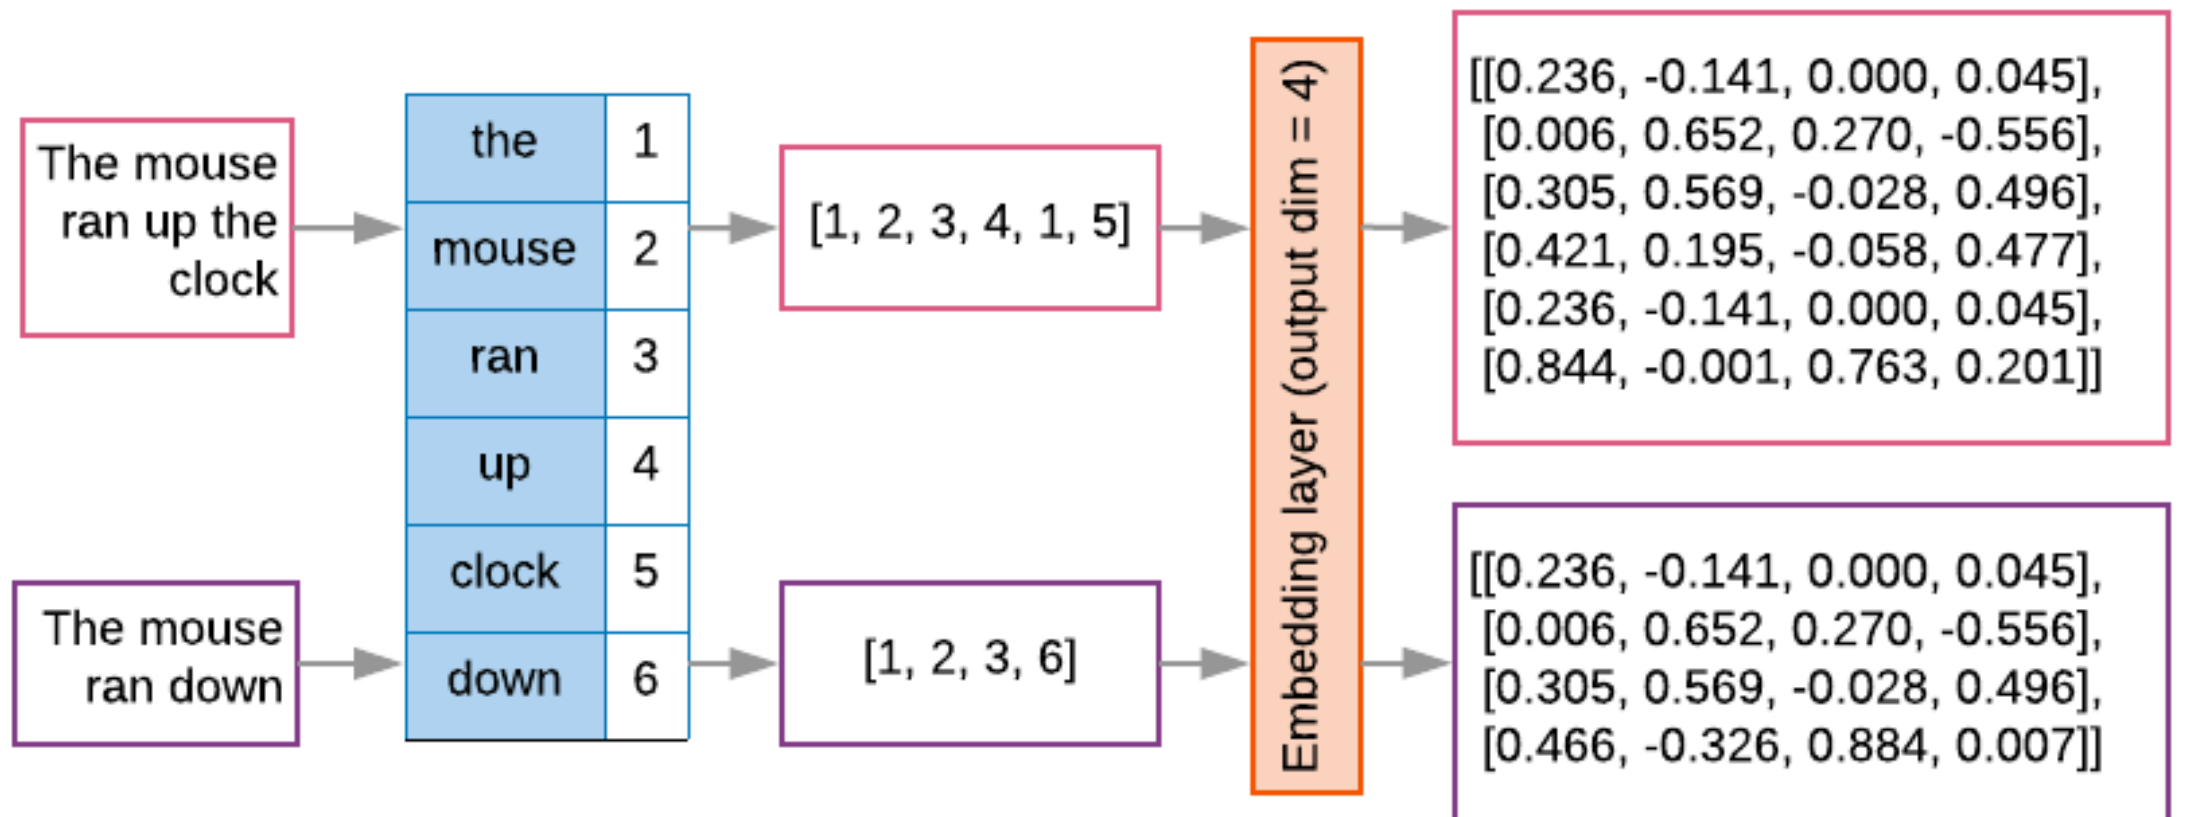 The mouse
ran up the
clock
the 1
mouse 2
ran 3
up 4
clock 5
down 6
[1, 2, 3, 4, 1, 5]
Embedding layer (output dim = 4)
[[0.236, -0.141, 0.000, 0.045],
[0.006, 0.652, 0.270, -0.556],
[0.305, 0.569, -0.028, 0.496],
[0.421, 0.195, -0.058, 0.477],
[0.236, -0.141, 0.000, 0.045],
[0.844, -0.001, 0.763, 0.201]]
The mouse
ran down
[1, 2, 3, 6]
[[0.236, -0.141, 0.000, 0.045],
[0.006, 0.652, 0.270, -0.556],
[0.305, 0.569, -0.028, 0.496],
[0.466, -0.326, 0.884, 0.007]]